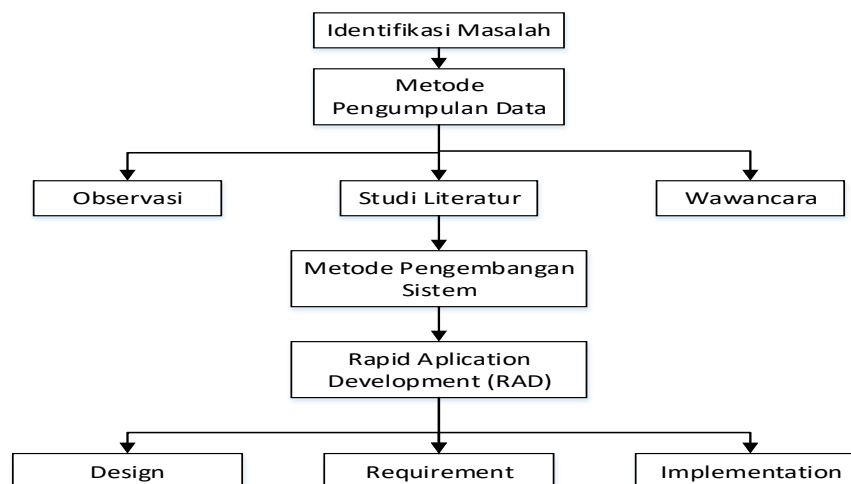 Identifikasi Masalah
Metode
Pengumpulan Data
Observasi
Studi Literatur
Wawancara
Metode Pengembangan
Sistem
Rapid Aplication
Development (RAD)
Design
Requirement
Implementation